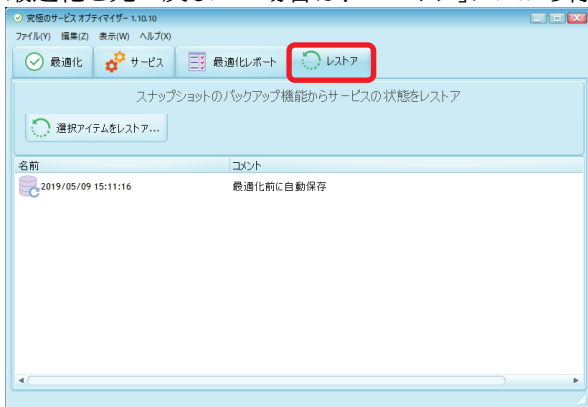 究極のサービス オプティマイザー 1.10.10
ファイル(Y) 編集(Z) 表示(W) ヘルプ(X)
最適化 サービス 最適化レポート レストア
スナップショットのバックアップ機能からサービスの状態をレストア
選択アイテムをレストア...
名前 コメント
2019/05/09 15:11:16 最適化前に自動保存